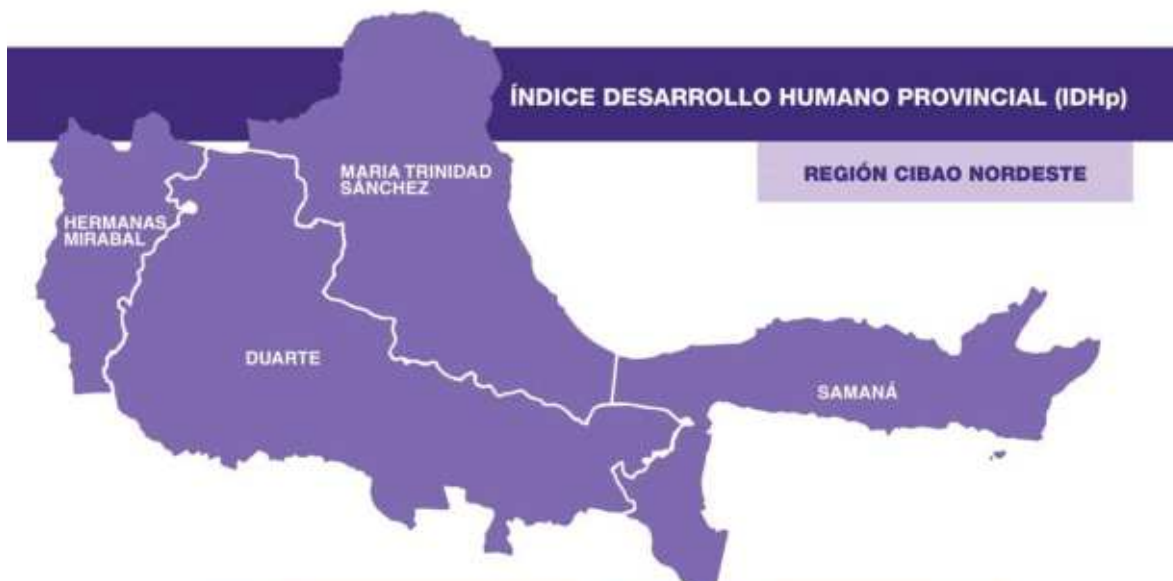 ÍNDICE DESARROLLO HUMANO PROVINCIAL (IDHp)
REGIÓN CIBAO NORDESTE
MARIA TRINIDAD
SÁNCHEZ
HERMANAS
MIRABAL
DUARTE
SAMANÁ